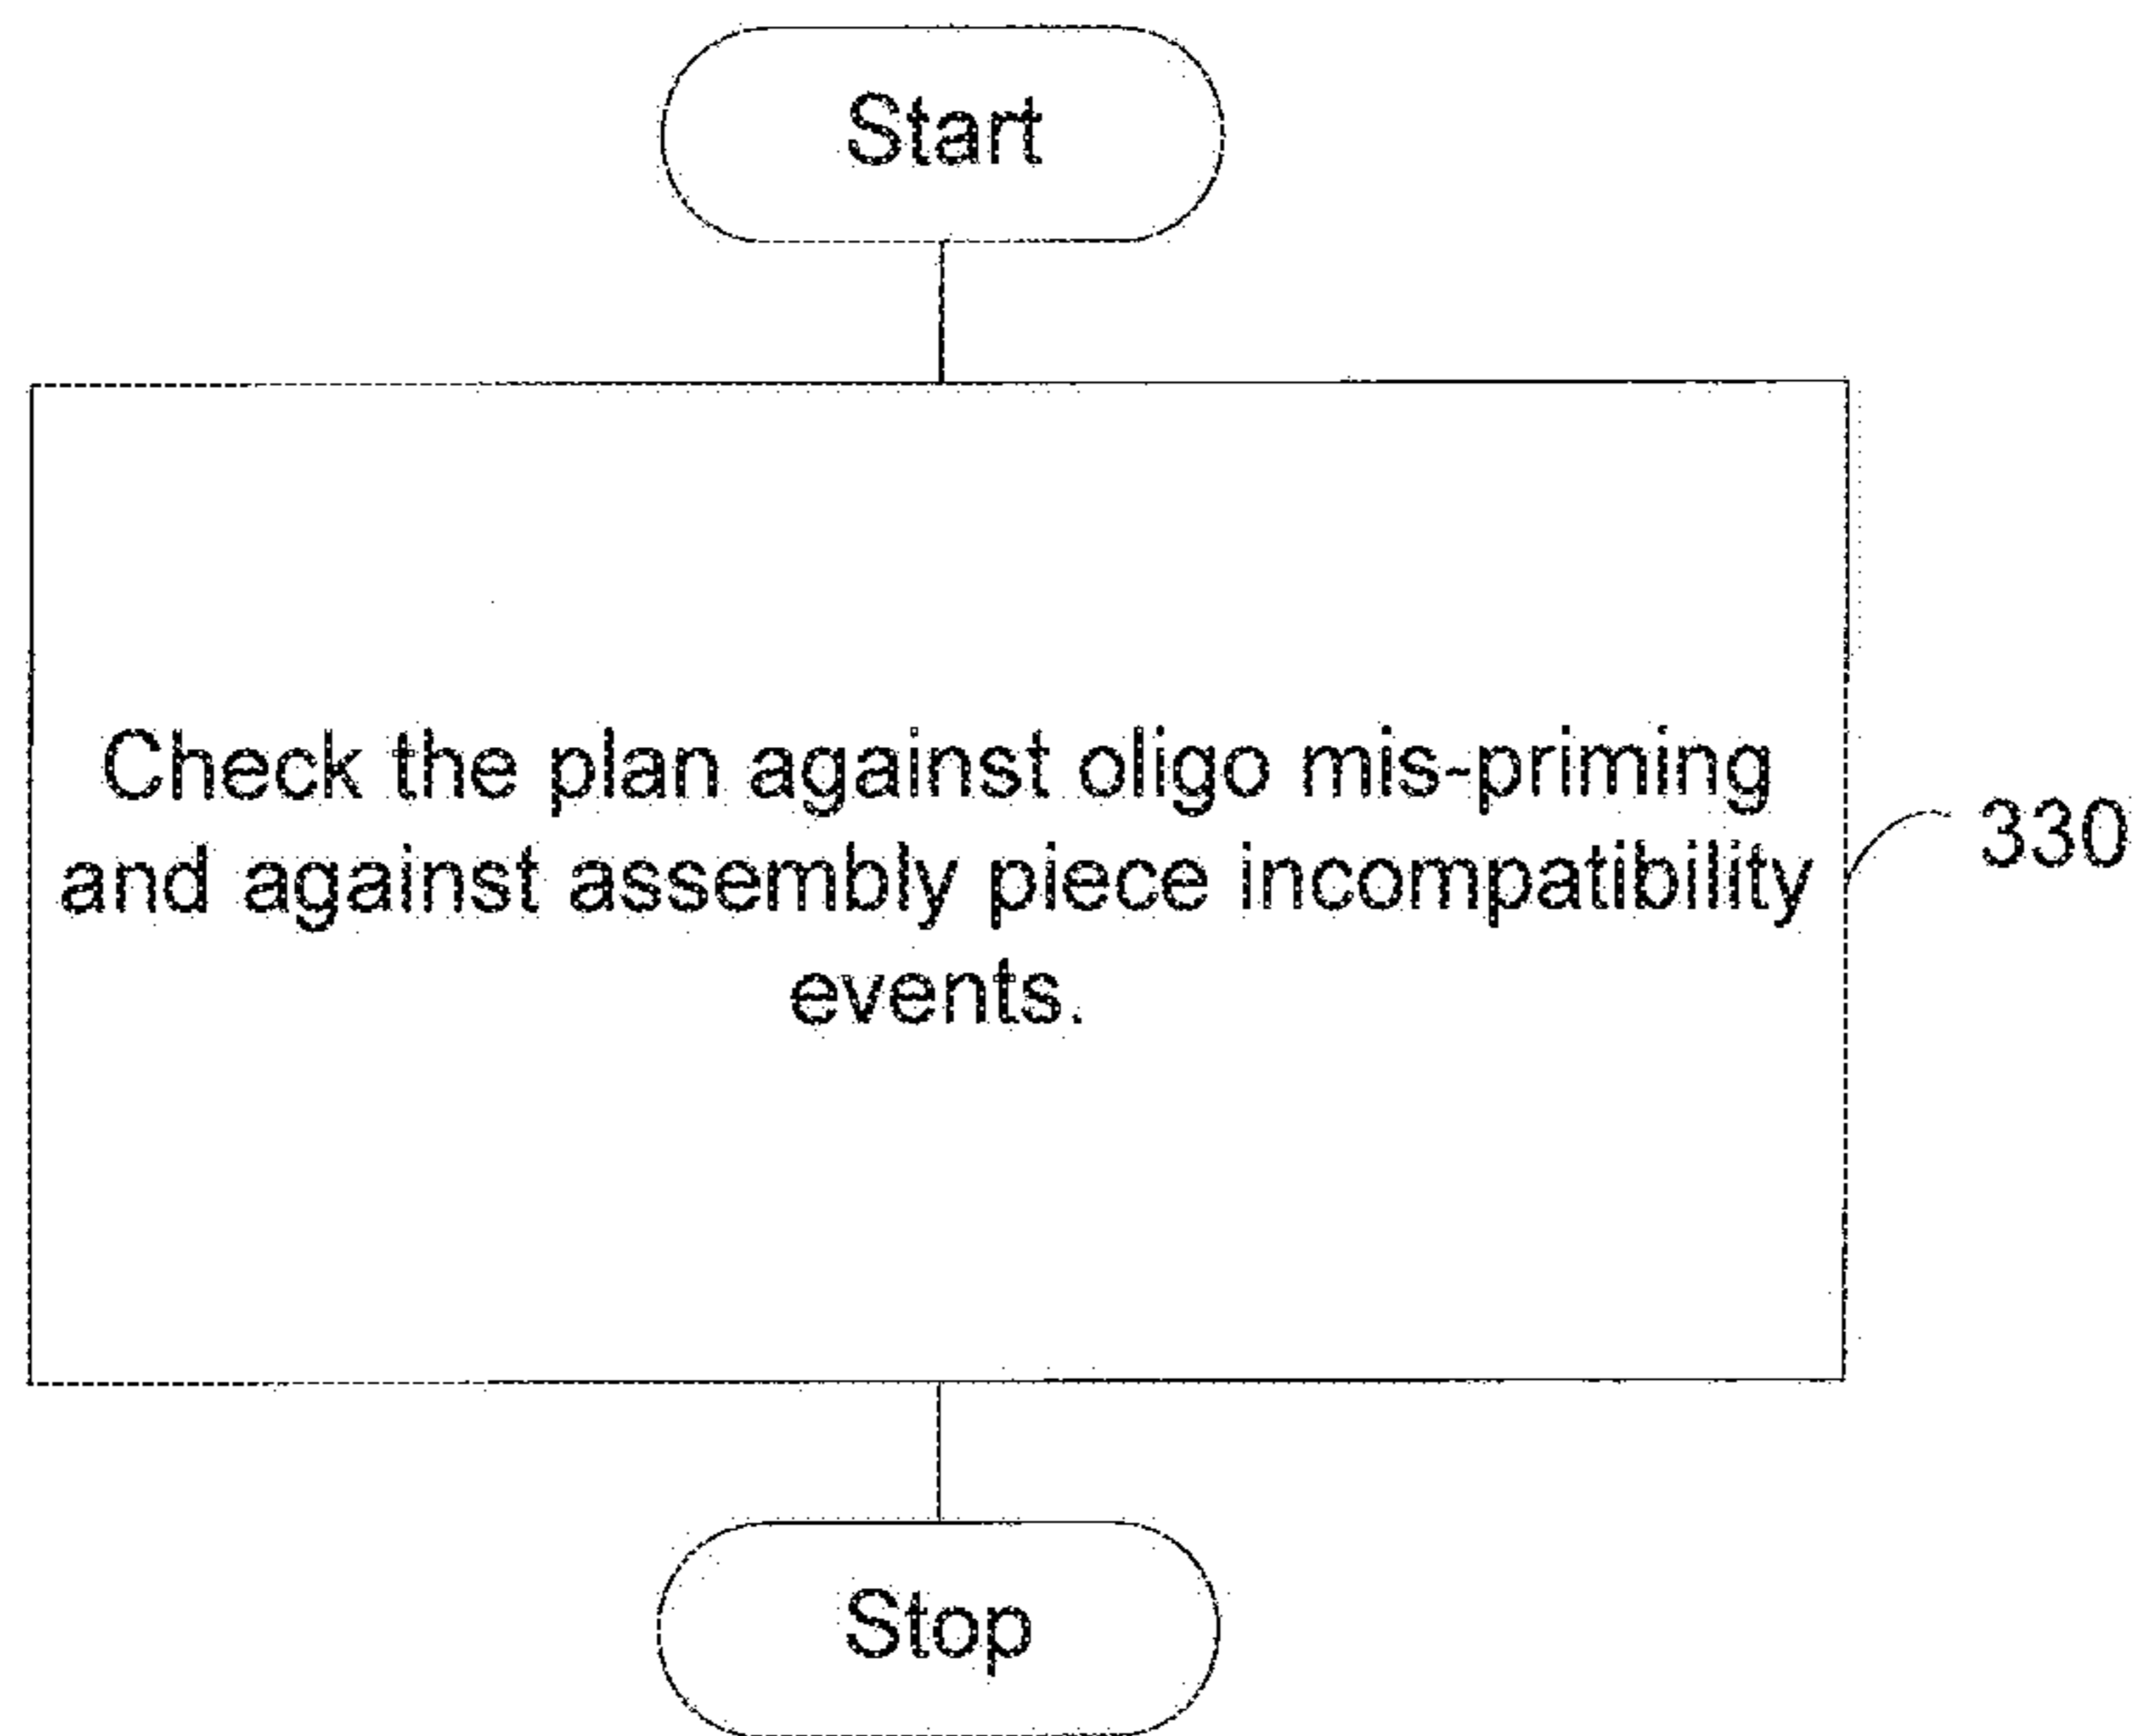 Start
Check the plan against oligo mis-priming
and against assembly piece incompatibility
events.
330
Stop